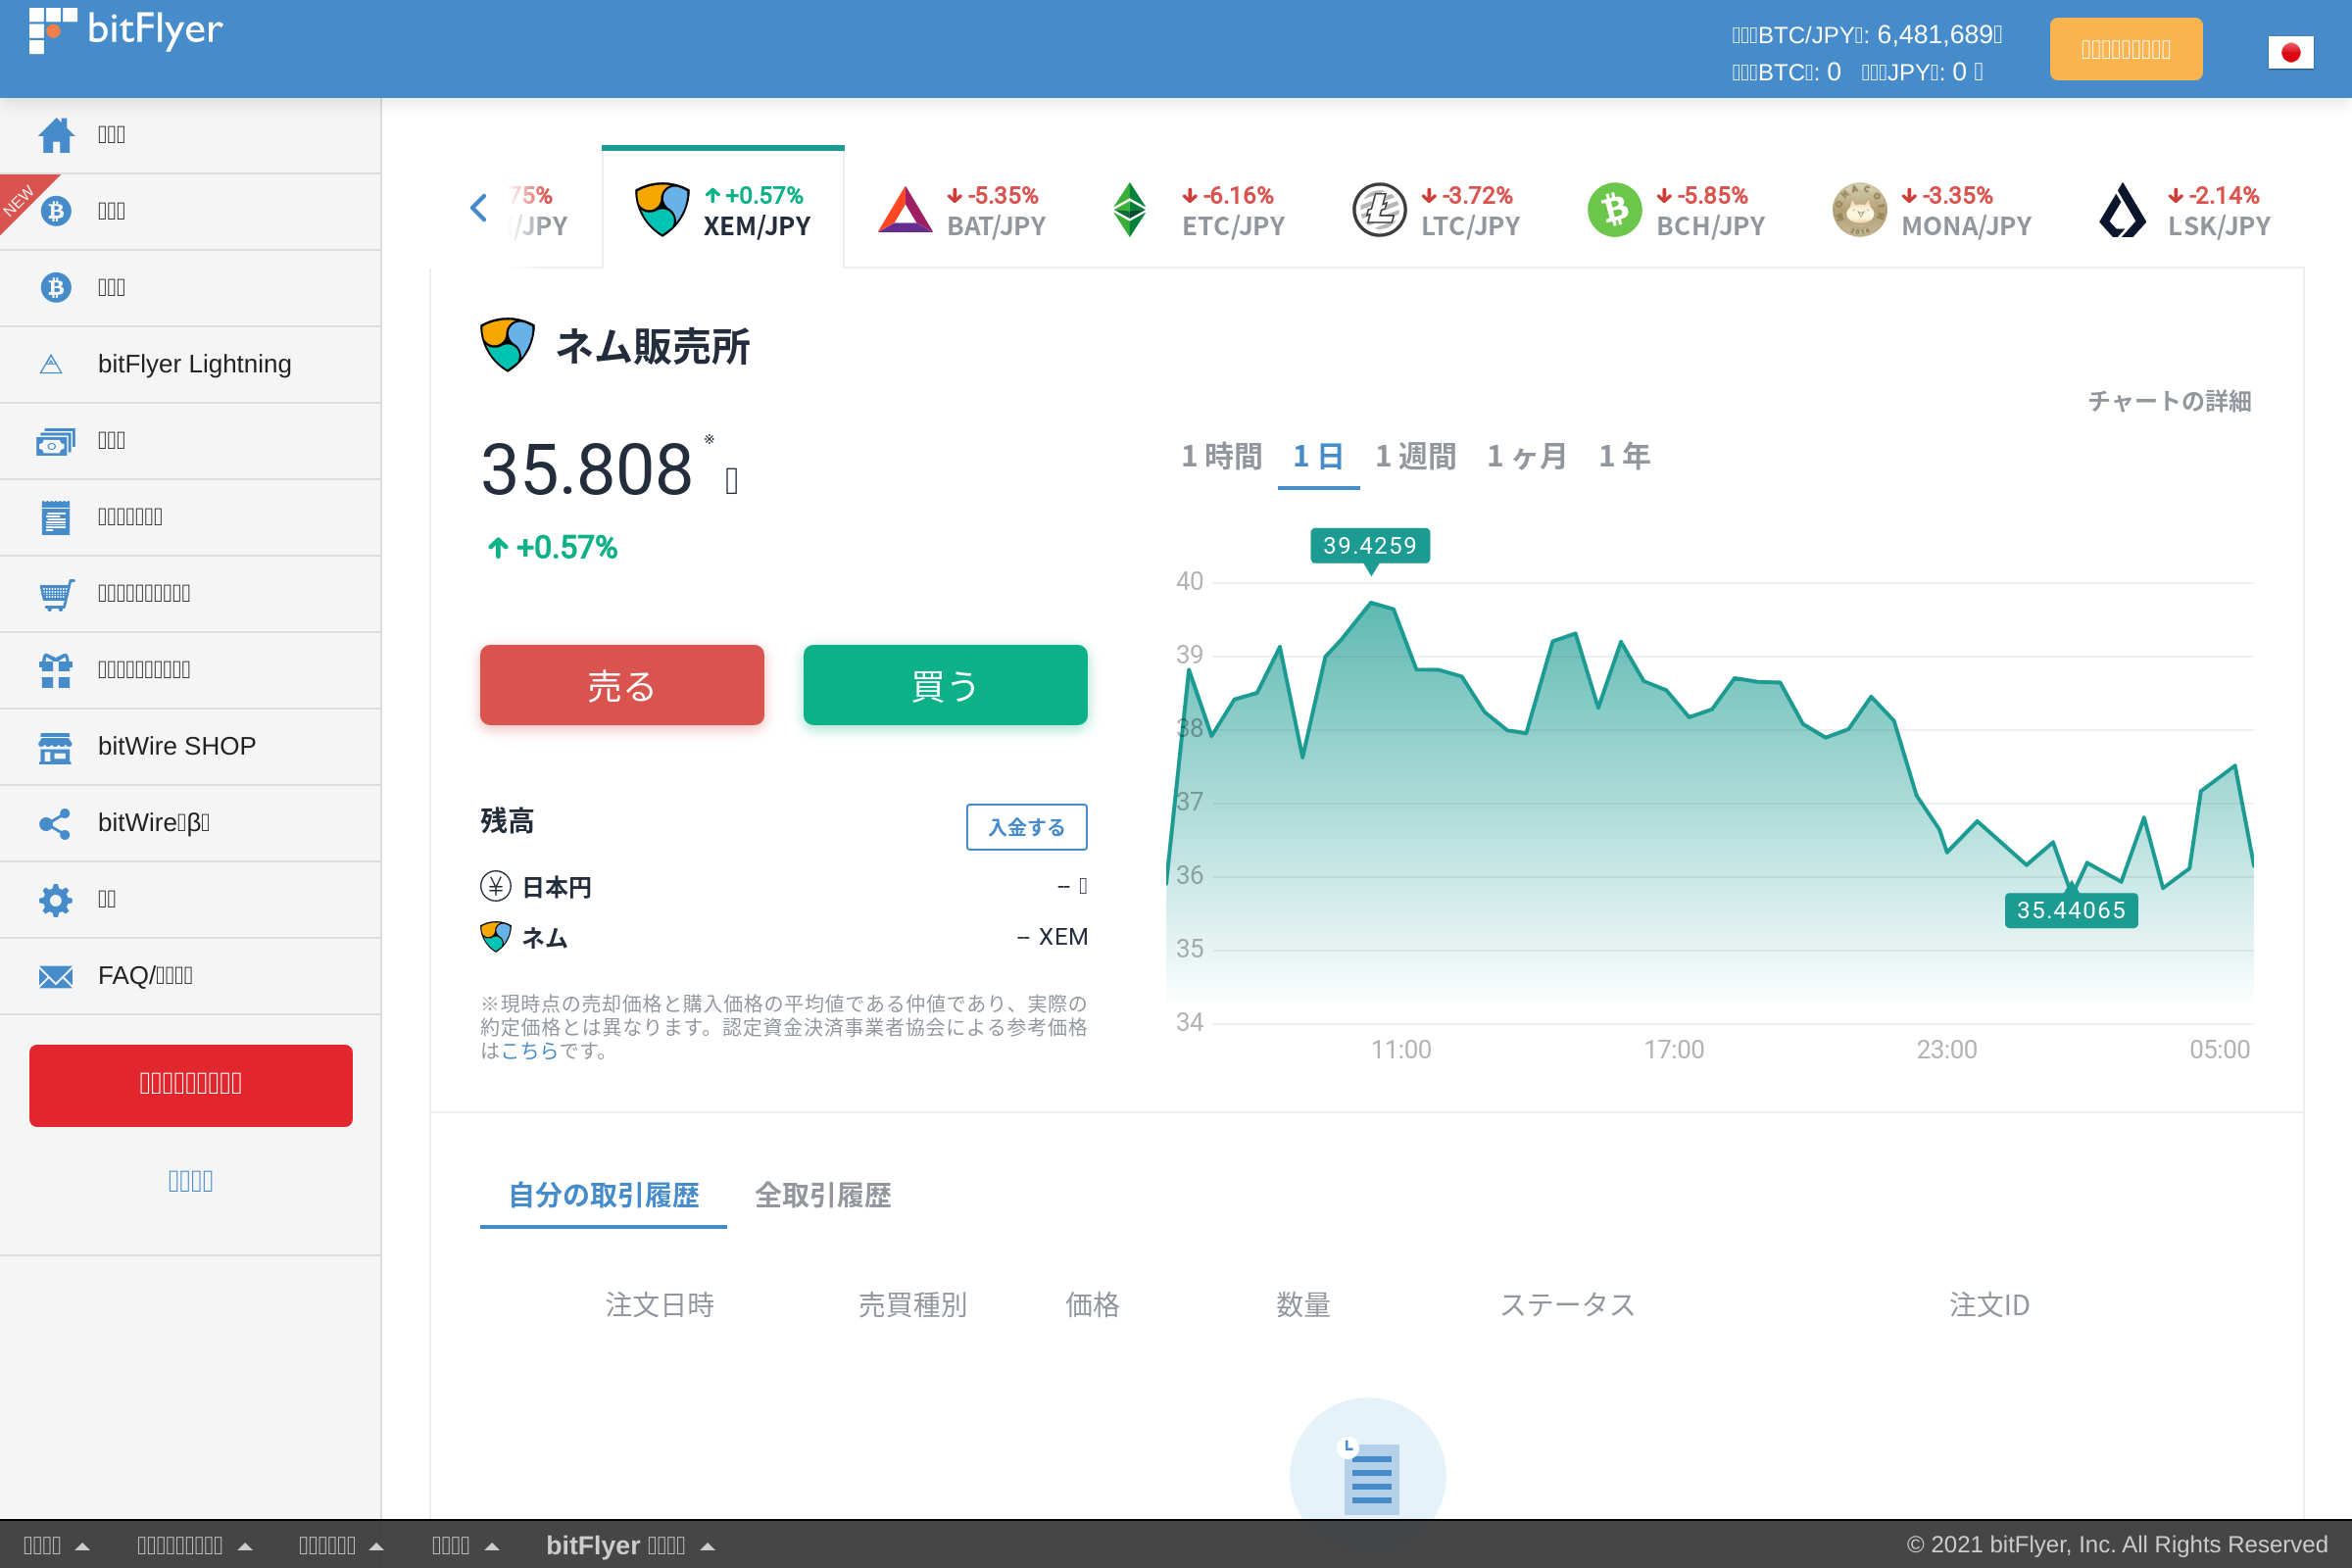 bitFlyer
BTC/JPY: 6,481,689
BTC: 0 JPY: 0
NEW
bitFlyer Lightning
bitWire SHOP
bitWire β
FAQ/
75%
/JPY
+0.57%
XEM/JPY
-5.35%
BAT/JPY
-6.16%
ETC/JPY
-3.72%
LTC/JPY
-5.85%
BCH/JPY
-3.35%
MONA/JPY
-2.14%
LSK/JPY
ネム販売所
チャートの詳細
35.808 ※
+0.57%
1 時間 1 日 1 週間 1 ヶ月 1 年
売る
買う
残高
入金する
日本円 --
ネム -- XEM
※現時点の売却価格と購入価格の平均値である仲値であり、実際の
約定価格とは異なります。認定資金決済事業者協会による参考価格
はこちらです。
39.4259
40
39
38
37
36
35.44065
35
34
11:00 17:00 23:00 05:00
自分の取引履歴 全取引履歴
注文日時 売買種別 価格 数量 ステータス 注文ID
bitFlyer
© 2021 bitFlyer, Inc. All Rights Reserved